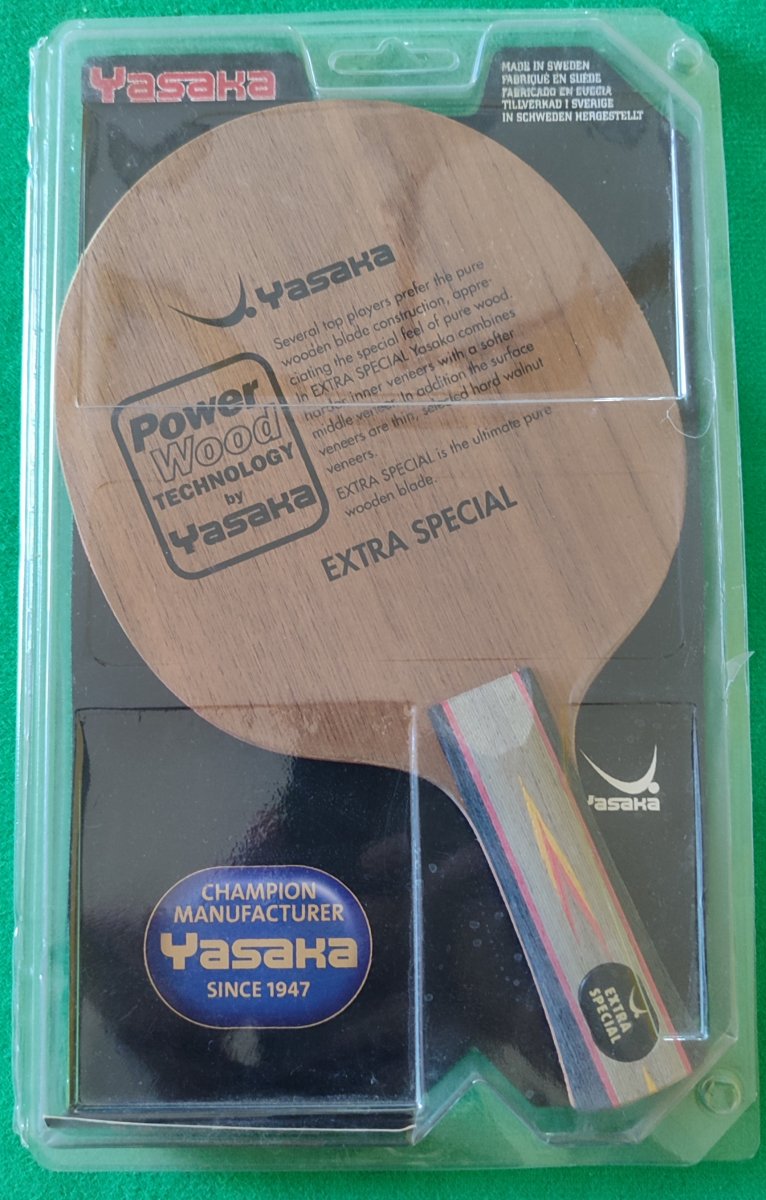 Yasaka
MADE IN SWEDEN
FABRIQUÉ EN SUÈDE
FABRICADO EN SUECIA
TILLVERKAD I SVERIGE
IN SCHWEDEN HERGESTELLT
Yasaka
Several top players prefer the pure
wooden blade construction, appre-
ciating the special feel of pure wood.
In EXTRA SPECIAL Yasaka combines
harder inner veneers with a softer
middle veneer. In addition the surface
veneers are thin, selected hard walnut
veneers.
EXTRA SPECIAL is the ultimate pure
wooden blade.
Power
Wood
TECHNOLOGY
by
Yasaka
EXTRA SPECIAL
Yasaka
CHAMPION
MANUFACTURER
Yasaka
SINCE 1947
EXTRA
SPECIAL